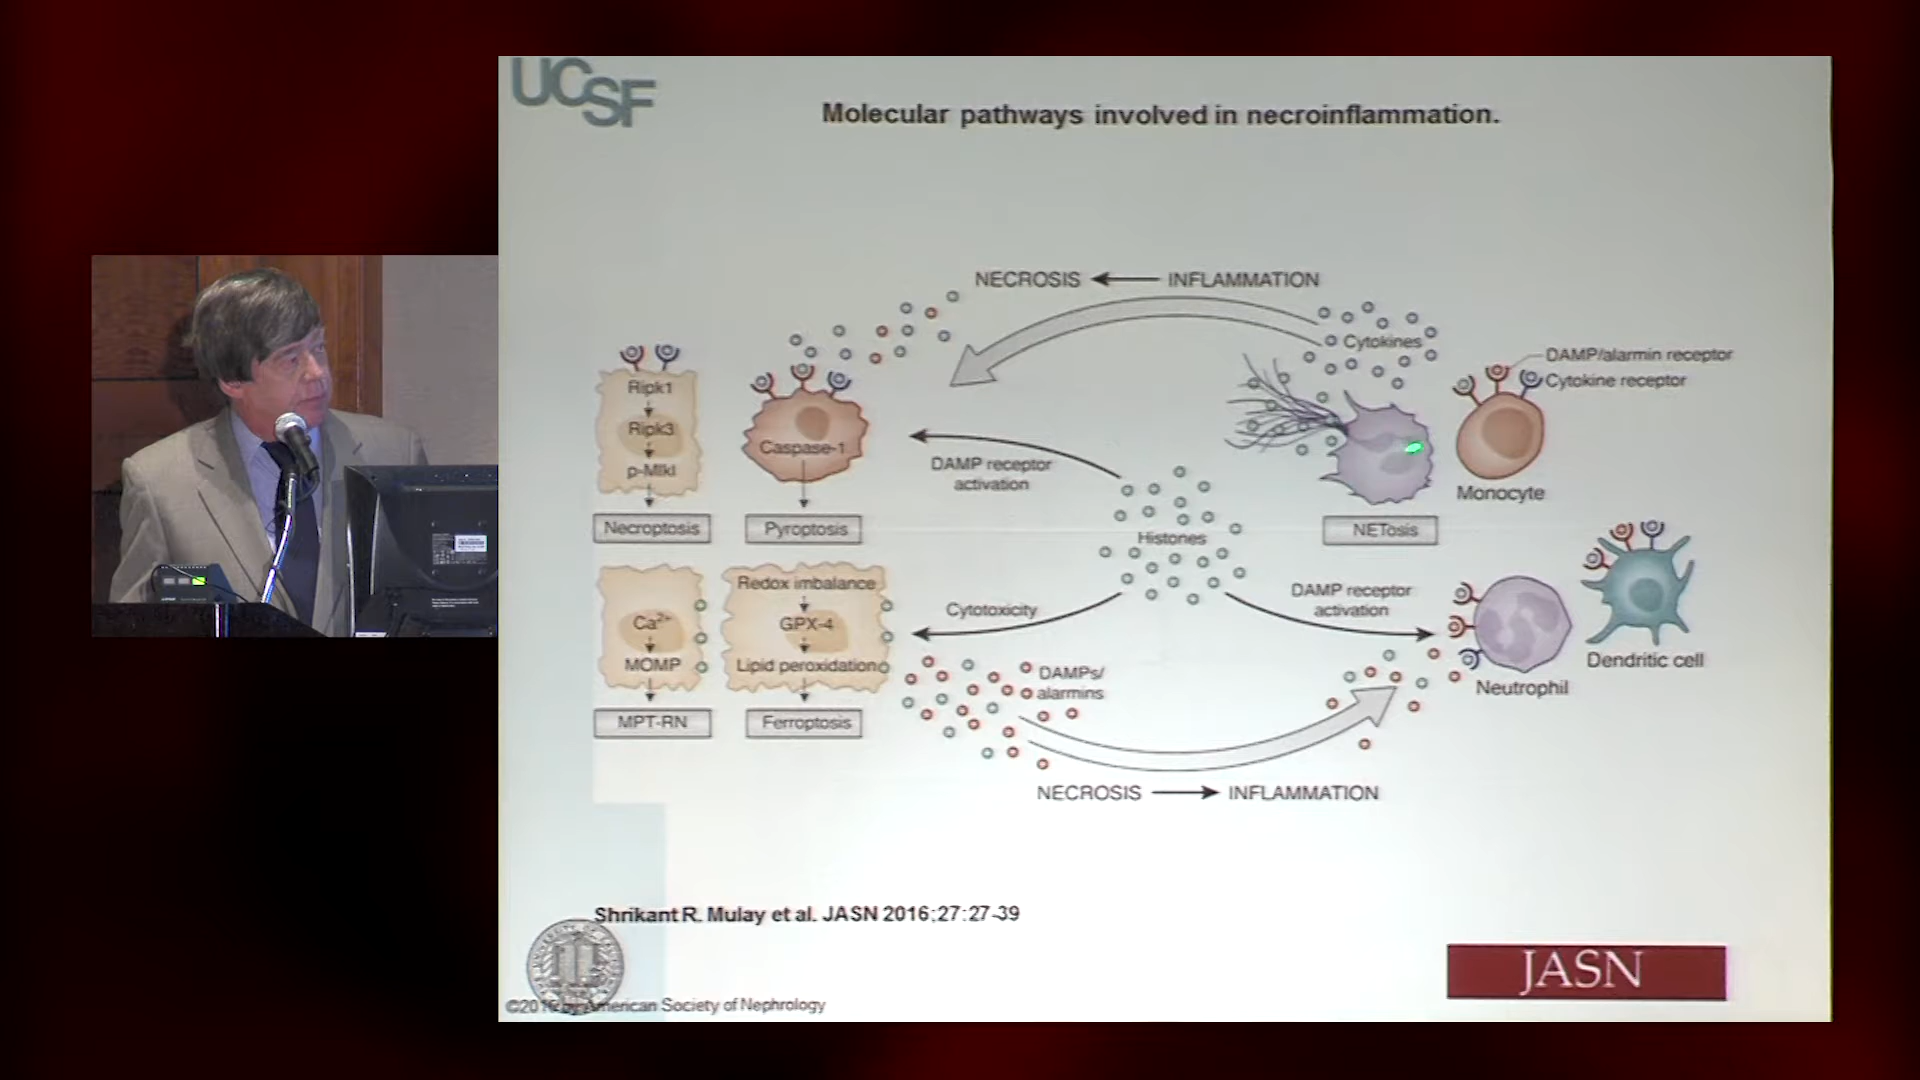 UCSF
Molecular pathways involved in necroinflammation.
NECROSIS INFLAMMATION
Cytokines
DAMP/alarmin receptor
Cytokine receptor
Ripk1
Ripk3
p-Mlkl
Necroptosis
Caspase-1
Pyroptosis
DAMP receptor
activation
Histones
NETosis
Monocyte
Ca2+
MOMP
MPT-RN
Redox imbalance
GPX-4
Lipid peroxidation
Ferroptosis
Cytotoxicity
DAMP receptor
activation
DAMPs/
alarmins
Neutrophil
Dendritic cell
NECROSIS INFLAMMATION
Shrikant R. Mulay et al. JASN 2016;27:27-39
JASN
American Society of Nephrology